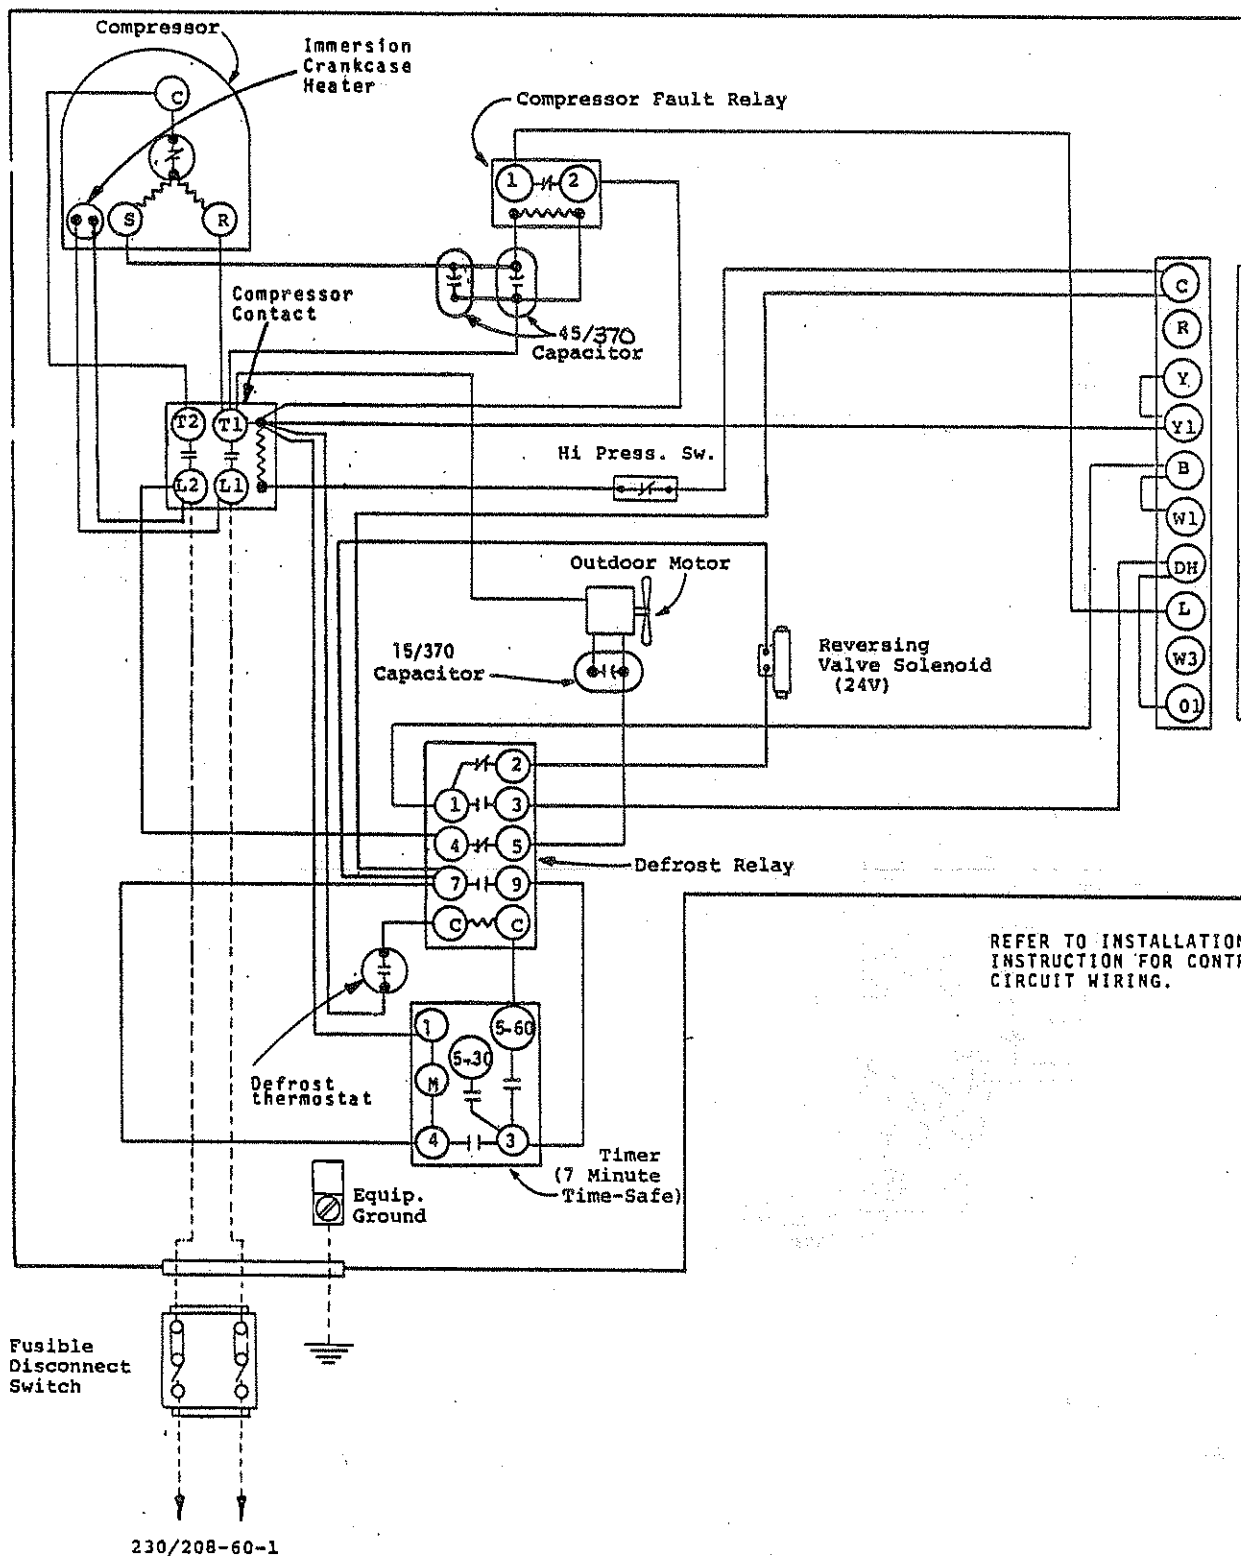 Compressor
Immersion
Crankcase
Heater
C
S
R
Compressor Fault Relay
1
2
Compressor
Contact
45/370
Capacitor
T2
T1
L2
L1
Hi Press. Sw.
C
R
Y
Y1
B
W1
DH
L
W3
O1
Outdoor Motor
15/370
Capacitor
Reversing
Valve Solenoid
(24V)
2
1
3
4
5
7
9
C
C
Defrost Relay
REFER TO INSTALLATION
INSTRUCTION FOR CONT
CIRCUIT WIRING.
1
5-60
5-30
M
4
3
Defrost
thermostat
Timer
(7 Minute
Time-Safe)
Equip.
Ground
Fusible
Disconnect
Switch
230/208-60-1